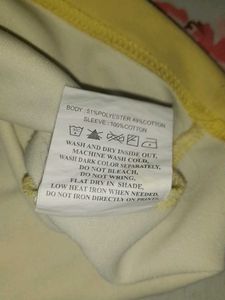 BODY : 51%POLYESTER 49%COTTON
SLEEVE : 100%COTTON
WASH AND DRY INSIDE OUT,
MACHINE WASH COLD,
WASH DARK COLOR SEPARATELY,
DO NOT BLEACH,
DO NOT WRING,
FLAT DRY IN SHADE,
LOW HEAT IRON WHEN NEEDED,
DO NOT IRON DIRECTLY ON PRINTS